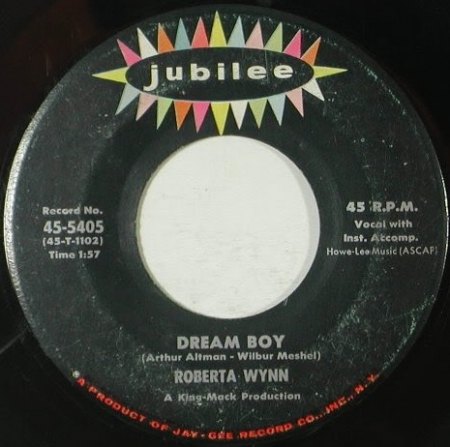 jubilee
Record No.
45-5405
(45-T-1102)
Time 1:57
45 R.P.M.
Vocal with
Inst. Accomp.
Howe-Lee Music (ASCAP)
DREAM BOY
(Arthur Altman - Wilbur Meshel)
ROBERTA WYNN
A King-Mack Production
A PRODUCT OF JAY-GEE RECORD CO., INC., N. Y.